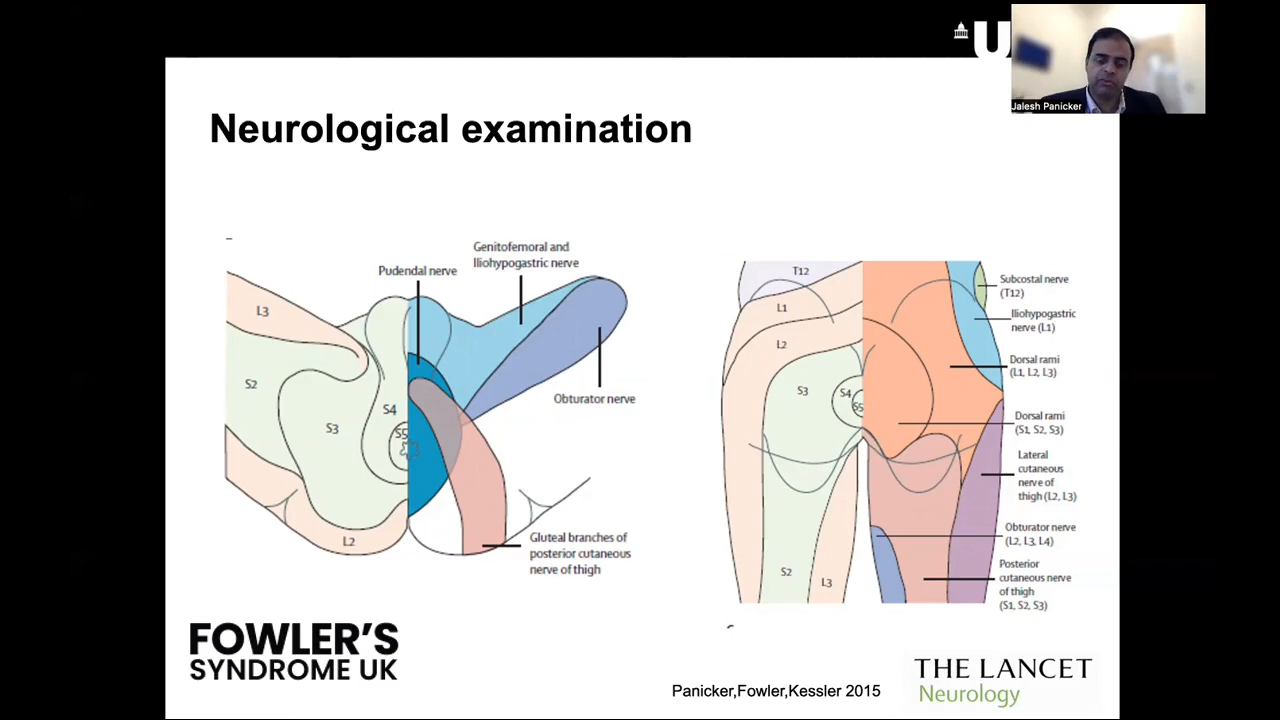 U
Jalesh Panicker
Neurological examination
Genitofemoral and
Iliohypogastric nerve
Pudendal nerve
L3
S2
S3
S4
S5
L2
Obturator nerve
Gluteal branches of
posterior cutaneous
nerve of thigh
T12
L1
L2
S3
S4
S5
S2
L3
Subcostal nerve
(T12)
Iliohypogastric
nerve (L1)
Dorsal rami
(L1, L2, L3)
Dorsal rami
(S1, S2, S3)
Lateral
cutaneous
nerve of
thigh (L2, L3)
Obturator nerve
(L2, L3, L4)
Posterior
cutaneous nerve
of thigh
(S1, S2, S3)
FOWLER'S
SYNDROME UK
Panicker,Fowler,Kessler 2015
THE LANCET
Neurology